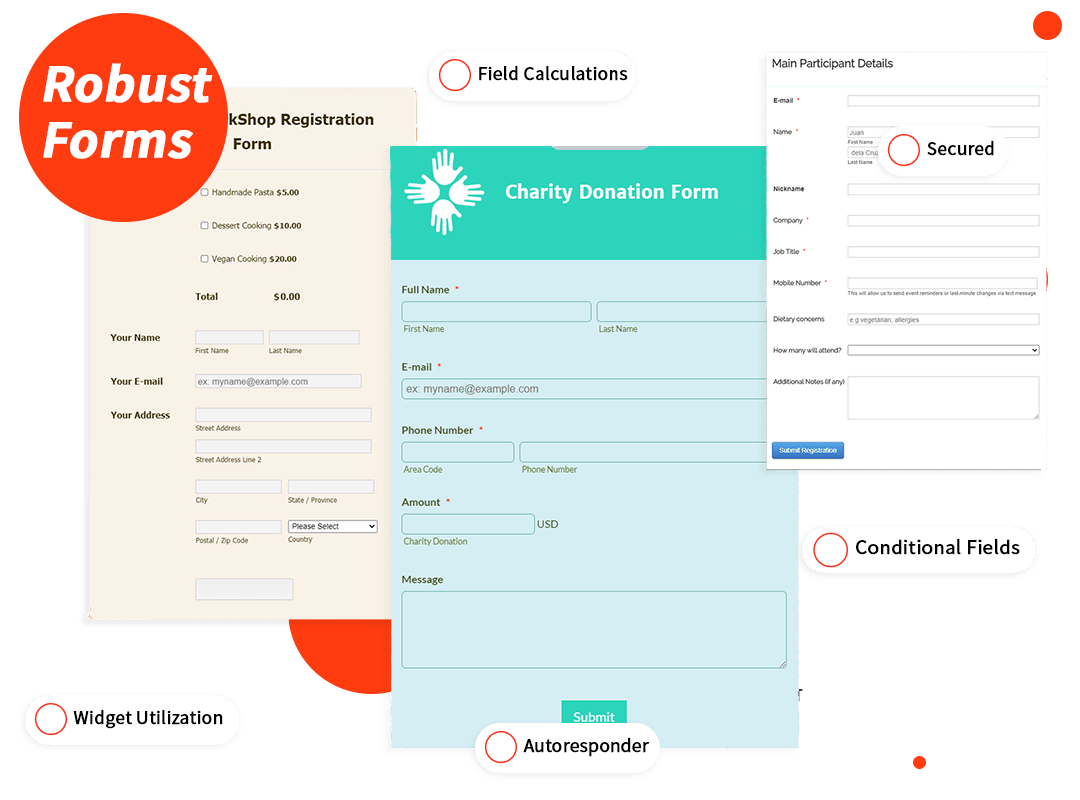 Robust
Forms
Field Calculations
Secured
Conditional Fields
Widget Utilization
Autoresponder
kShop Registration
Form
Handmade Pasta $5.00
Dessert Cooking $10.00
Vegan Cooking $20.00
Total $0.00
Your Name
First Name Last Name
Your E-mail ex: myname@example.com
Your Address
Street Address
Street Address Line 2
City State / Province
Please Select
Postal / Zip Code Country
Charity Donation Form
Full Name *
First Name Last Name
E-mail *
ex: myname@example.com
Phone Number *
Area Code Phone Number
Amount *
USD
Charity Donation
Message
Submit
Main Participant Details
E-mail *
Name * Juan
First Name
dela Cruz
Last Name
Nickname
Company *
Job Title *
Mobile Number *
This will allow us to send event reminders or last-minute changes via text message.
Dietary concerns e.g vegetarian, allergies
How many will attend?
Additional Notes (if any)
Submit Registration